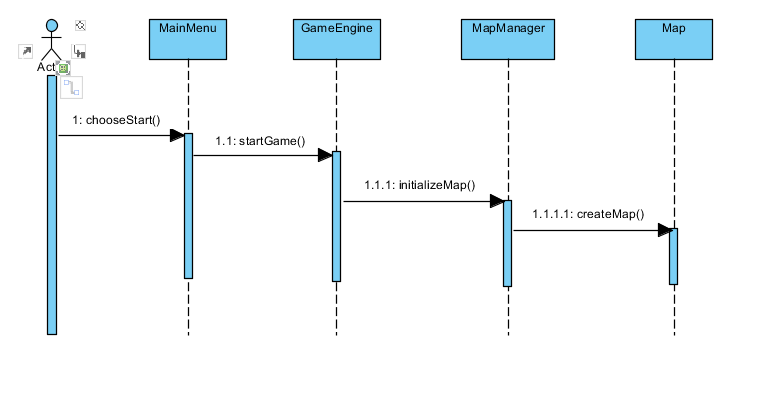 MainMenu
GameEngine
MapManager
Map
Act
1: chooseStart()
1.1: startGame()
1.1.1: initializeMap()
1.1.1.1: createMap()